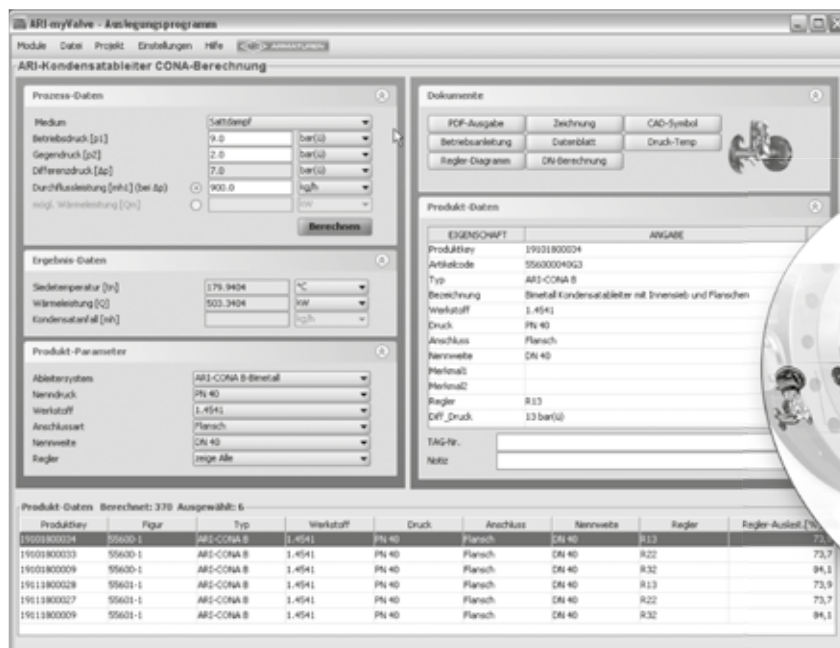 ARI-myValve - Auslegungsprogramm
Module Datei Projekt Einstellungen Hilfe ARI ARMATUREN
ARI-Kondensatableiter CONA-Berechnung
Prozess-Daten
Medium Sattdampf
Betriebsdruck [p1] 9.0 bar(ü)
Gegendruck [p2] 2.0 bar(ü)
Differenzdruck [Δp] 7.0 bar(ü)
Durchflussleistung [mh1] (bei Δp) 900.0 kg/h
mögl. Wärmeleistung [Qm] kW
Berechnen
Ergebnis-Daten
Siedetemperatur [tn] 179.9404 °C
Wärmeleistung [Q] 503.3404 kW
Kondensatanfall [mh] kg/h
Produkt-Parameter
Ableitersystem ARI-CONA B-Bimetall
Nenndruck PN 40
Werkstoff 1.4541
Anschlussart Flansch
Nennweite DN 40
Regler zeige Alle
Dokumente
PDF-Ausgabe Zeichnung CAD-Symbol
Betriebsanleitung Datenblatt Druck-Temp
Regler-Diagramm DN-Berechnung
Produkt-Daten
EIGENSCHAFT ANGABE
Produktkey 19101800034
Artikelcode 556000040G3
Typ ARI-CONA B
Bezeichnung Bimetall Kondensatableiter mit Innensieb und Flanschen
Werkstoff 1.4541
Druck PN 40
Anschluss Flansch
Nennweite DN 40
Merkmal1
Merkmal2
Regler R13
Diff_Druck 13 bar(ü)
TAG-Nr.
Notiz
Produkt-Daten Berechnet: 370 Ausgewählt: 6
Produktkey Figur Typ Werkstoff Druck Anschluss Nennweite Regler Regler-Auslast.[%]
19101800034 55600-1 ARI-CONA B 1.4541 PN 40 Flansch DN 40 R13 73,9
19101800033 55600-1 ARI-CONA B 1.4541 PN 40 Flansch DN 40 R22 73,7
19101800009 55600-1 ARI-CONA B 1.4541 PN 40 Flansch DN 40 R32 84,1
19111800028 55601-1 ARI-CONA B 1.4541 PN 40 Flansch DN 40 R13 73,9
19111800027 55601-1 ARI-CONA B 1.4541 PN 40 Flansch DN 40 R22 73,7
19111800009 55601-1 ARI-CONA B 1.4541 PN 40 Flansch DN 40 R32 84,1